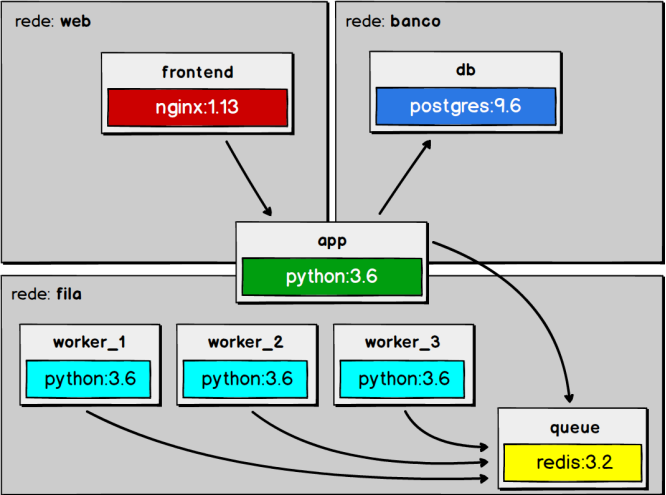 rede: web
rede: banco
frontend
nginx:1.13
db
postgres:9.6
app
python:3.6
rede: fila
worker_1
python:3.6
worker_2
python:3.6
worker_3
python:3.6
queue
redis:3.2